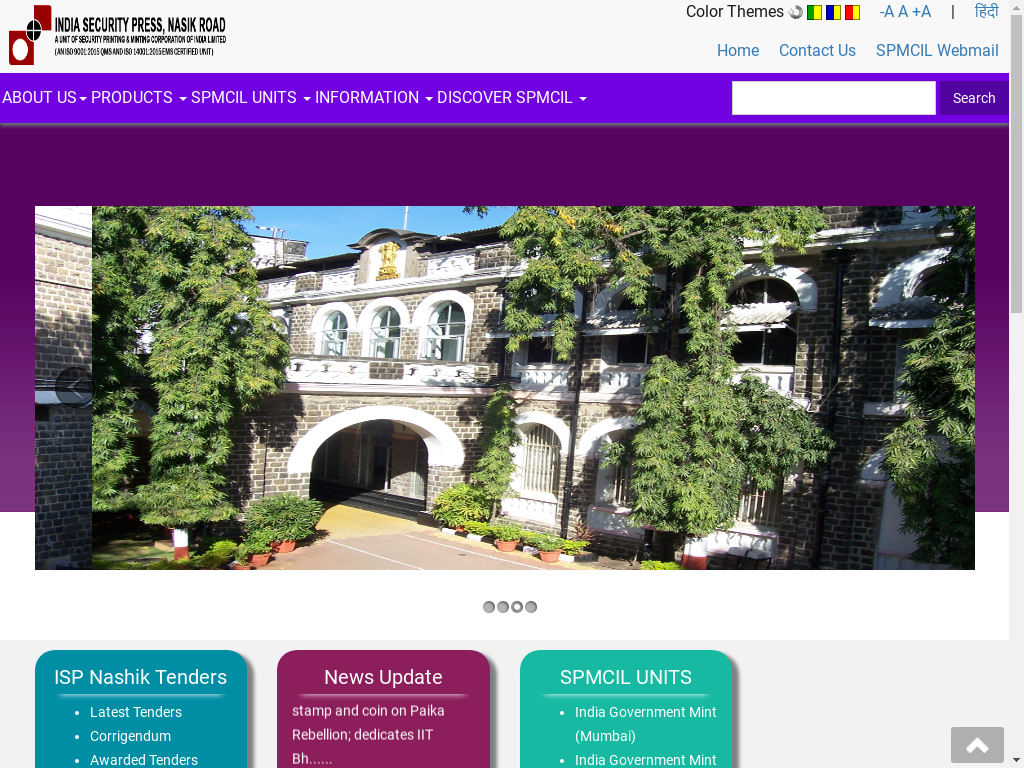 INDIA SECURITY PRESS, NASIK ROAD
A UNIT OF SECURITY PRINTING & MINTING CORPORATION OF INDIA LIMITED
(AN ISO 9001:2015 QMS AND ISO 14001:2015 EMS CERTIFIED UNIT)
Color Themes -A A +A | हिंदी
Home Contact Us SPMCIL Webmail
ABOUT US PRODUCTS SPMCIL UNITS INFORMATION DISCOVER SPMCIL Search
ISP Nashik Tenders
Latest Tenders
Corrigendum
Awarded Tenders
News Update
stamp and coin on Paika
Rebellion; dedicates IIT
Bh......
SPMCIL UNITS
India Government Mint
(Mumbai)
India Government Mint